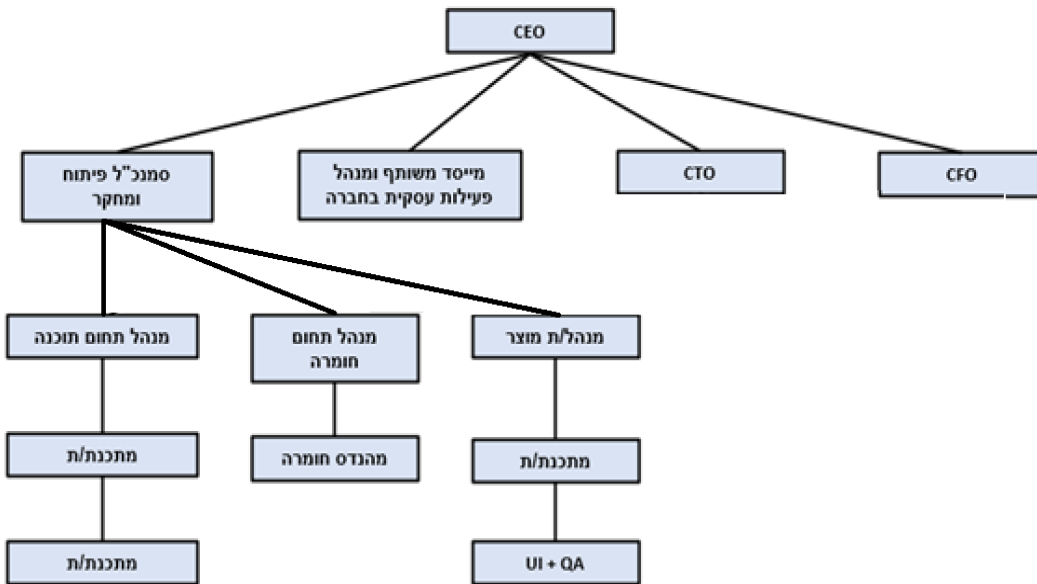 CEO
סמנכ"ל פיתוח
ומחקר
מייסד משותף ומנהל
פעילות עסקית בחברה
CTO
CFO
מנהל תחום תוכנה
מנהל תחום
חומרה
מנהל/ת מוצר
מתכנת/ת
מהנדס חומרה
מתכנת/ת
מתכנת/ת
UI + QA